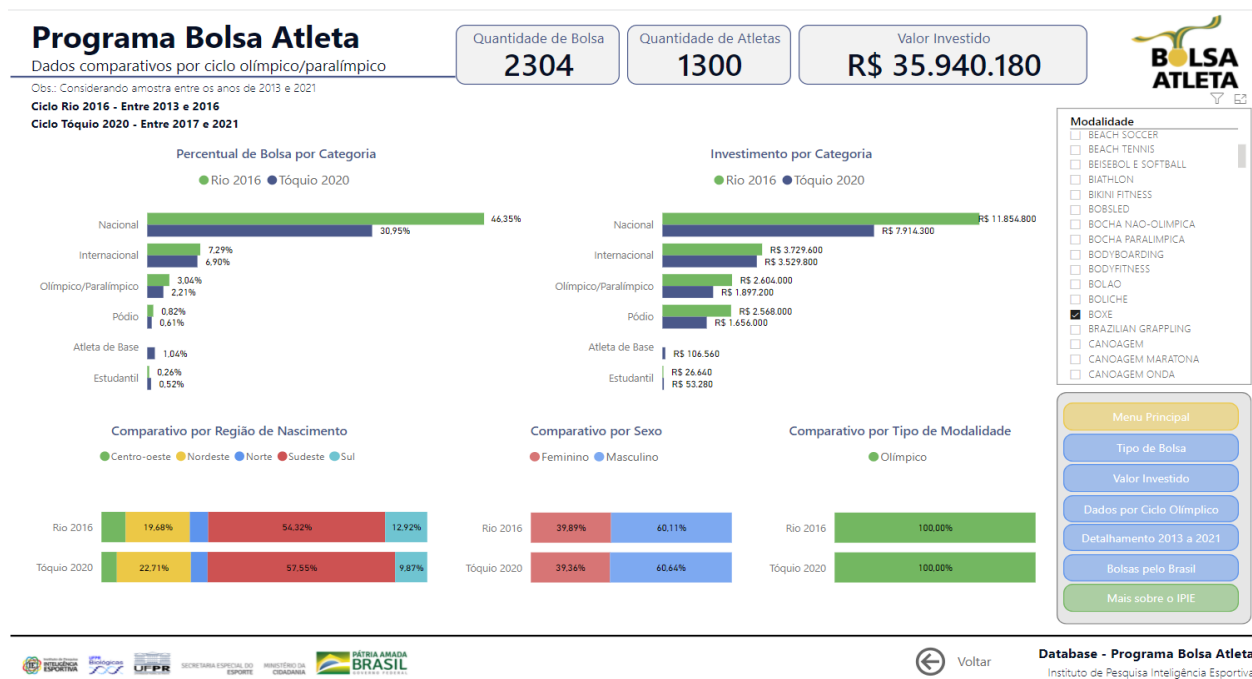 Programa Bolsa Atleta
Dados comparativos por ciclo olímpico/paralímpico
Obs.: Considerando amostra entre os anos de 2013 e 2021
Ciclo Rio 2016 - Entre 2013 e 2016
Ciclo Tóquio 2020 - Entre 2017 e 2021
Quantidade de Bolsa
2304
Quantidade de Atletas
1300
Valor Investido
R$ 35.940.180
BOLSA
ATLETA
Percentual de Bolsa por Categoria
Rio 2016 Tóquio 2020
Nacional 46,35%
30,95%
Internacional 7,29%
6,90%
Olímpico/Paralímpico 3,04%
2,21%
Pódio 0,82%
0,61%
Atleta de Base 1,04%
Estudantil 0,26%
0,52%
Investimento por Categoria
Rio 2016 Tóquio 2020
Nacional R$ 11.854.800
R$ 7.914.300
Internacional R$ 3.729.600
R$ 3.529.800
Olímpico/Paralímpico R$ 2.604.000
R$ 1.897.200
Pódio R$ 2.568.000
R$ 1.656.000
Atleta de Base R$ 106.560
Estudantil R$ 26.640
R$ 53.280
Modalidade
BEACH SOCCER
BEACH TENNIS
BEISEBOL E SOFTBALL
BIATHLON
BIKINI FITNESS
BOBSLED
BOCHA NAO-OLIMPICA
BOCHA PARALIMPICA
BODYBOARDING
BODYFITNESS
BOLAO
BOLICHE
BOXE
BRAZILIAN GRAPPLING
CANOAGEM
CANOAGEM MARATONA
CANOAGEM ONDA
Comparativo por Região de Nascimento
Centro-oeste Nordeste Norte Sudeste Sul
Rio 2016 19,68% 54,32% 12,92%
Tóquio 2020 22,71% 57,55% 9,87%
Comparativo por Sexo
Feminino Masculino
Rio 2016 39,89% 60,11%
Tóquio 2020 39,36% 60,64%
Comparativo por Tipo de Modalidade
Olímpico
Rio 2016 100,00%
Tóquio 2020 100,00%
Menu Principal
Tipo de Bolsa
Valor Investido
Dados por Ciclo Olímpico
Detalhamento 2013 a 2021
Bolsas pelo Brasil
Mais sobre o IPIE
INTELIGÊNCIA
ESPORTIVA
UFPR
Biológicas
UFPR
SECRETARIA ESPECIAL DO
ESPORTE
MINISTÉRIO DA
CIDADANIA
PÁTRIA AMADA
BRASIL
GOVERNO FEDERAL
Voltar
Database - Programa Bolsa Atleta
Instituto de Pesquisa Inteligência Esportiva